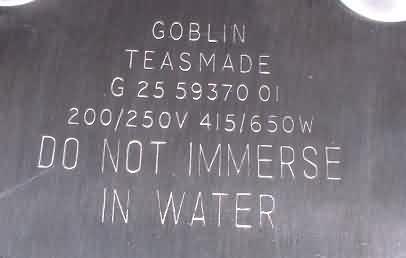 GOBLIN
TEASMADE
G 25 59370 01
200/250V 415/650W
DO NOT IMMERSE
IN WATER